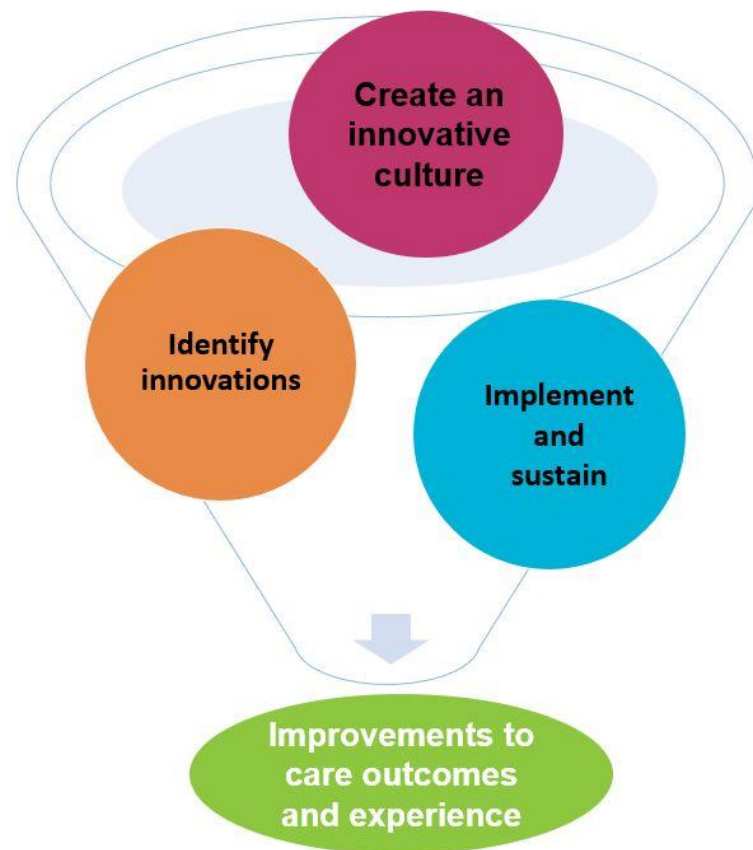 Create an
innovative
culture
Identify
innovations
Implement
and
sustain
Improvements to
care outcomes
and experience